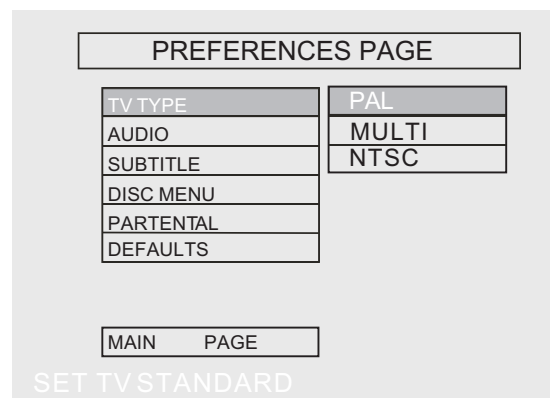 PREFERENCES PAGE
TV TYPE
AUDIO
SUBTITLE
DISC MENU
PARTENTAL
DEFAULTS
PAL
MULTI
NTSC
MAIN PAGE
SET TV STANDARD